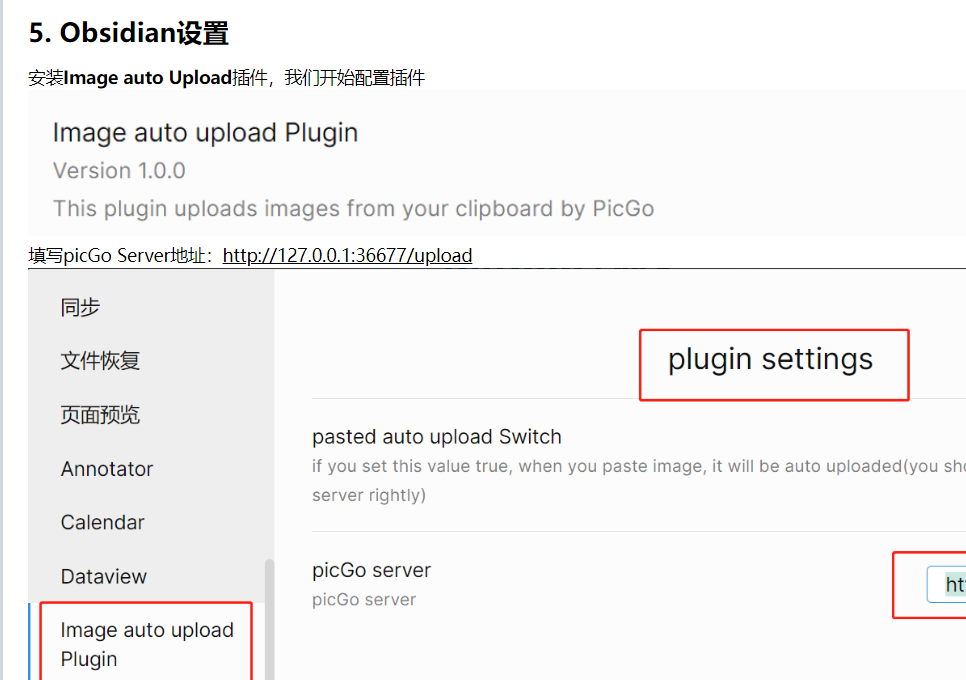 5. Obsidian设置
安装Image auto Upload插件，我们开始配置插件
Image auto upload Plugin
Version 1.0.0
This plugin uploads images from your clipboard by PicGo
填写picGo Server地址：http://127.0.0.1:36677/upload
同步
文件恢复
页面预览
Annotator
Calendar
Dataview
Image auto upload
Plugin
plugin settings
pasted auto upload Switch
if you set this value true, when you paste image, it will be auto uploaded(you sho
server rightly)
picGo server
picGo server
ht